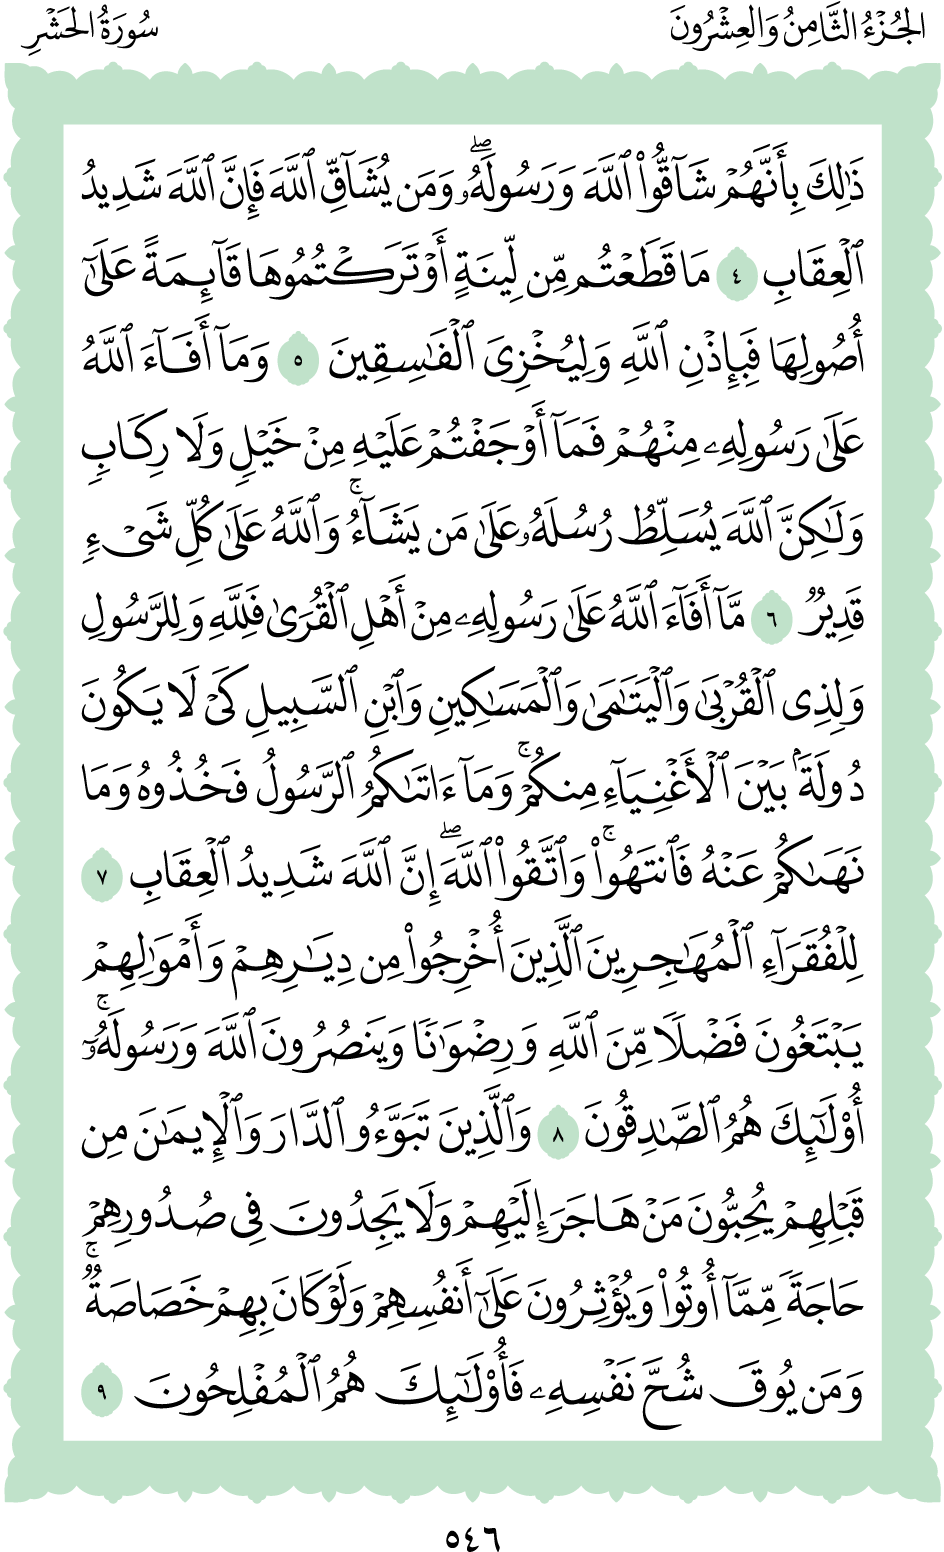 الجُزْءُ الثَّامِنُ وَالعِشْرُونَ
سُورَةُ الحَشْرِ
ذَٰلِكَ بِأَنَّهُمْ شَآقُّوا۟ ٱللَّهَ وَرَسُولَهُۥ ۖ وَمَن يُشَآقِّ ٱللَّهَ فَإِنَّ ٱللَّهَ شَدِيدُ
ٱلْعِقَابِ ٤ مَا قَطَعْتُم مِّن لِّينَةٍ أَوْ تَرَكْتُمُوهَا قَآئِمَةً عَلَىٰٓ
أُصُولِهَا فَبِإِذْنِ ٱللَّهِ وَلِيُخْزِىَ ٱلْفَٰسِقِينَ ٥ وَمَآ أَفَآءَ ٱللَّهُ
عَلَىٰ رَسُولِهِۦ مِنْهُمْ فَمَآ أَوْجَفْتُمْ عَلَيْهِ مِنْ خَيْلٍ وَلَا رِكَابٍ
وَلَٰكِنَّ ٱللَّهَ يُسَلِّطُ رُسُلَهُۥ عَلَىٰ مَن يَشَآءُ ۚ وَٱللَّهُ عَلَىٰ كُلِّ شَىْءٍ
قَدِيرٌ ٦ مَّآ أَفَآءَ ٱللَّهُ عَلَىٰ رَسُولِهِۦ مِنْ أَهْلِ ٱلْقُرَىٰ فَلِلَّهِ وَلِلرَّسُولِ
وَلِذِى ٱلْقُرْبَىٰ وَٱلْيَتَٰمَىٰ وَٱلْمَسَٰكِينِ وَٱبْنِ ٱلسَّبِيلِ كَىْ لَا يَكُونَ
دُولَةًۢ بَيْنَ ٱلْأَغْنِيَآءِ مِنكُمْ ۚ وَمَآ ءَاتَىٰكُمُ ٱلرَّسُولُ فَخُذُوهُ وَمَا
نَهَىٰكُمْ عَنْهُ فَٱنتَهُوا۟ ۚ وَٱتَّقُوا۟ ٱللَّهَ ۖ إِنَّ ٱللَّهَ شَدِيدُ ٱلْعِقَابِ ٧
لِلْفُقَرَآءِ ٱلْمُهَٰجِرِينَ ٱلَّذِينَ أُخْرِجُوا۟ مِن دِيَٰرِهِمْ وَأَمْوَٰلِهِمْ
يَبْتَغُونَ فَضْلًا مِّنَ ٱللَّهِ وَرِضْوَٰنًا وَيَنصُرُونَ ٱللَّهَ وَرَسُولَهُۥٓ ۚ
أُو۟لَٰٓئِكَ هُمُ ٱلصَّٰدِقُونَ ٨ وَٱلَّذِينَ تَبَوَّءُو ٱلدَّارَ وَٱلْإِيمَٰنَ مِن
قَبْلِهِمْ يُحِبُّونَ مَنْ هَاجَرَ إِلَيْهِمْ وَلَا يَجِدُونَ فِى صُدُورِهِمْ
حَاجَةً مِّمَّآ أُوتُوا۟ وَيُؤْثِرُونَ عَلَىٰٓ أَنفُسِهِمْ وَلَوْ كَانَ بِهِمْ خَصَاصَةٌ ۚ
وَمَن يُوقَ شُحَّ نَفْسِهِۦ فَأُو۟لَٰٓئِكَ هُمُ ٱلْمُفْلِحُونَ ٩
٥٤٦